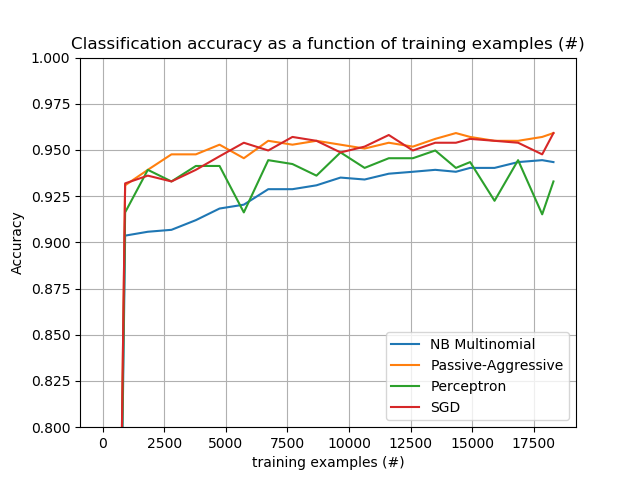 Classification accuracy as a function of training examples (#)
1.000
0.975
0.950
0.925
0.900
0.875
0.850
0.825
0.800
Accuracy
NB Multinomial
Passive-Aggressive
Perceptron
SGD
0 2500 5000 7500 10000 12500 15000 17500
training examples (#)